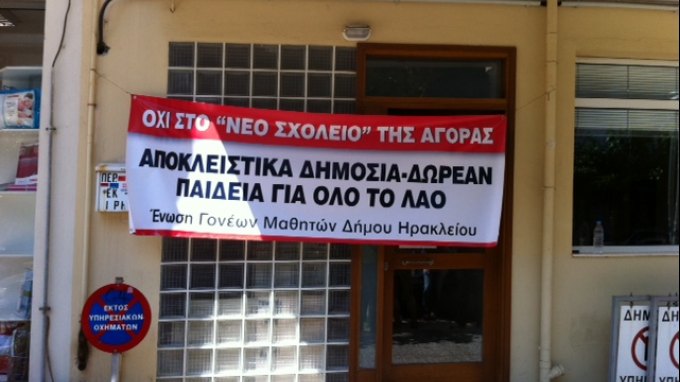 ΟΧΙ ΣΤΟ "ΝΕΟ ΣΧΟΛΕΙΟ" ΤΗΣ ΑΓΟΡΑΣ
ΑΠΟΚΛΕΙΣΤΙΚΑ ΔΗΜΟΣΙΑ-ΔΩΡΕΑΝ
ΠΑΙΔΕΙΑ ΓΙΑ ΟΛΟ ΤΟ ΛΑΟ
Ένωση Γονέων Μαθητών Δήμου Ηρακλείου
ΕΚΤΟΣ
ΥΠΗΡΕΣΙΑΚΩΝ
ΟΧΗΜΑΤΩΝ